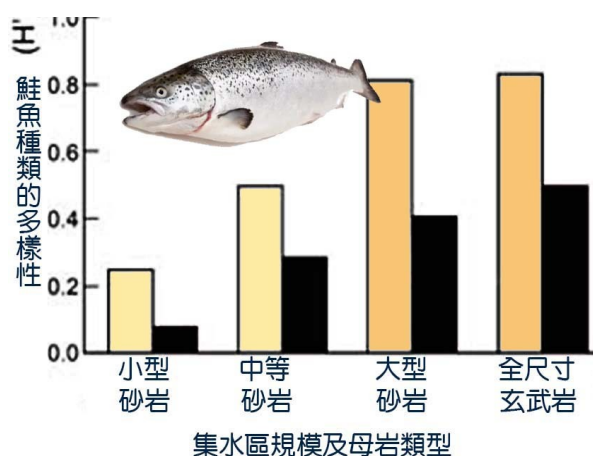 工)
鮭魚種類的多樣性
1.0
0.8
0.6
0.4
0.2
0.0
小型
砂岩
中等
砂岩
大型
砂岩
全尺寸
玄武岩
集水區規模及母岩類型